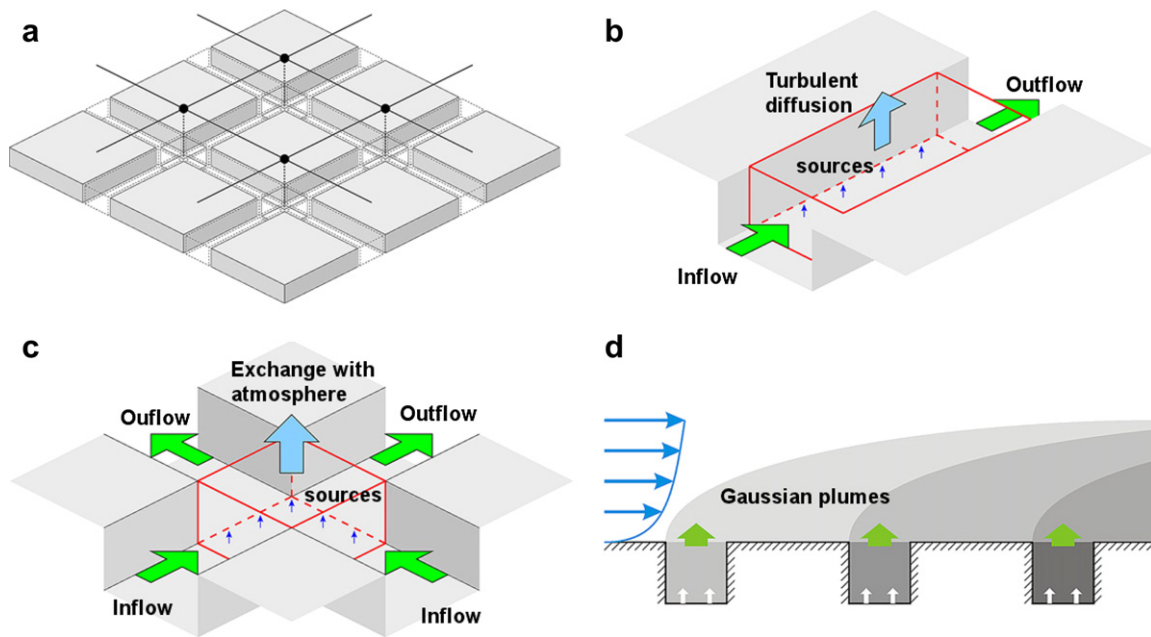 a
b
Turbulent
diffusion
Outflow
sources
Inflow
c
Exchange with
atmosphere
Ouflow
Outflow
sources
Inflow
Inflow
d
Gaussian plumes